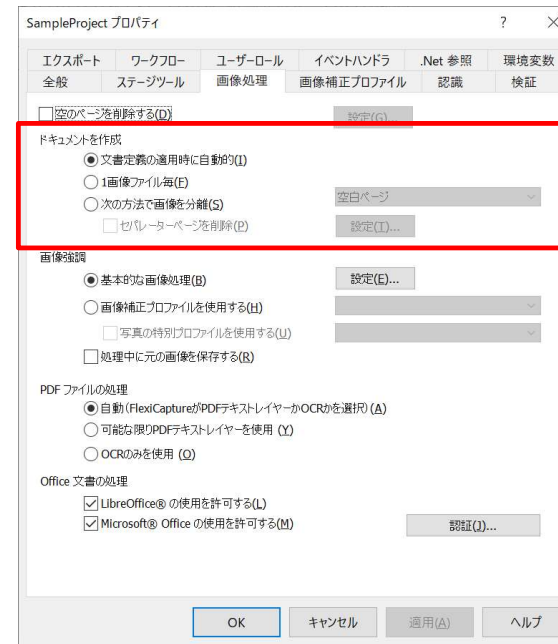 SampleProject プロパティ ? ×
エクスポート ワークフロー ユーザーロール イベントハンドラ .Net 参照 環境変数
全般 ステージツール 画像処理 画像補正プロファイル 認識 検証
空のページを削除する(D) 設定(G)...
ドキュメントを作成
文書定義の適用時に自動的(I)
1画像ファイル毎(F)
次の方法で画像を分離(S) 空白ページ
セパレーターページを削除(P) 設定(T)...
画像強調
基本的な画像処理(B) 設定(E)...
画像補正プロファイルを使用する(H)
写真の特別プロファイルを使用する(U)
処理中に元の画像を保存する(R)
PDF ファイルの処理
自動(FlexiCaptureがPDFテキストレイヤーかOCRかを選択)(A)
可能な限りPDFテキストレイヤーを使用 (Y)
OCRのみを使用 (O)
Office 文書の処理
LibreOffice® の使用を許可する(L)
Microsoft® Office の使用を許可する(M) 認証(J)...
OK キャンセル 適用(A) ヘルプ